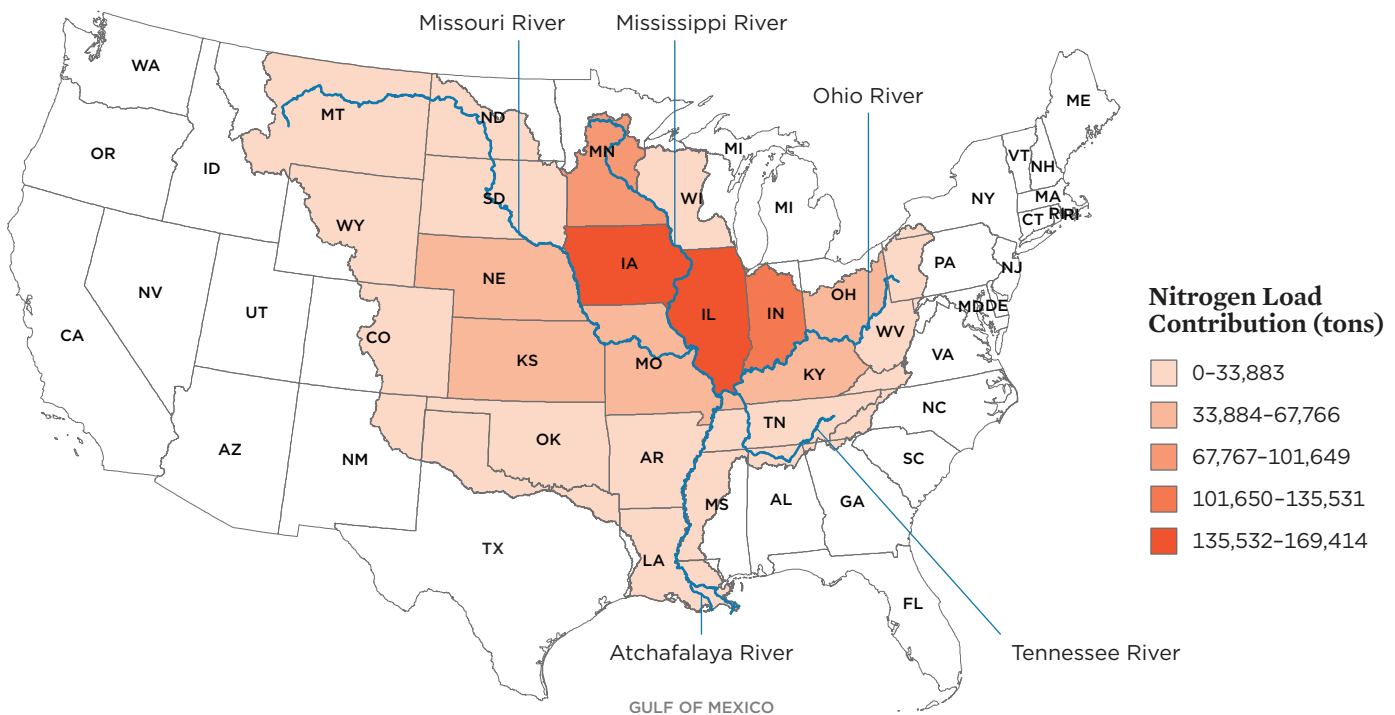 Missouri River
Mississippi River
Ohio River
WA
MT
ND
MN
MI
ME
OR
ID
SD
WI
MI
VT
NH
NY
MA
CT
RI
RI
WY
IA
PA
NJ
NE
OH
MD
DE
NV
UT
CO
IL
IN
WV
CA
KS
MO
KY
VA
AZ
NM
OK
AR
TN
NC
SC
MS
AL
GA
TX
LA
FL
Nitrogen Load
Contribution (tons)
0–33,883
33,884–67,766
67,767–101,649
101,650–135,531
135,532–169,414
Atchafalaya River
Tennessee River
GULF OF MEXICO